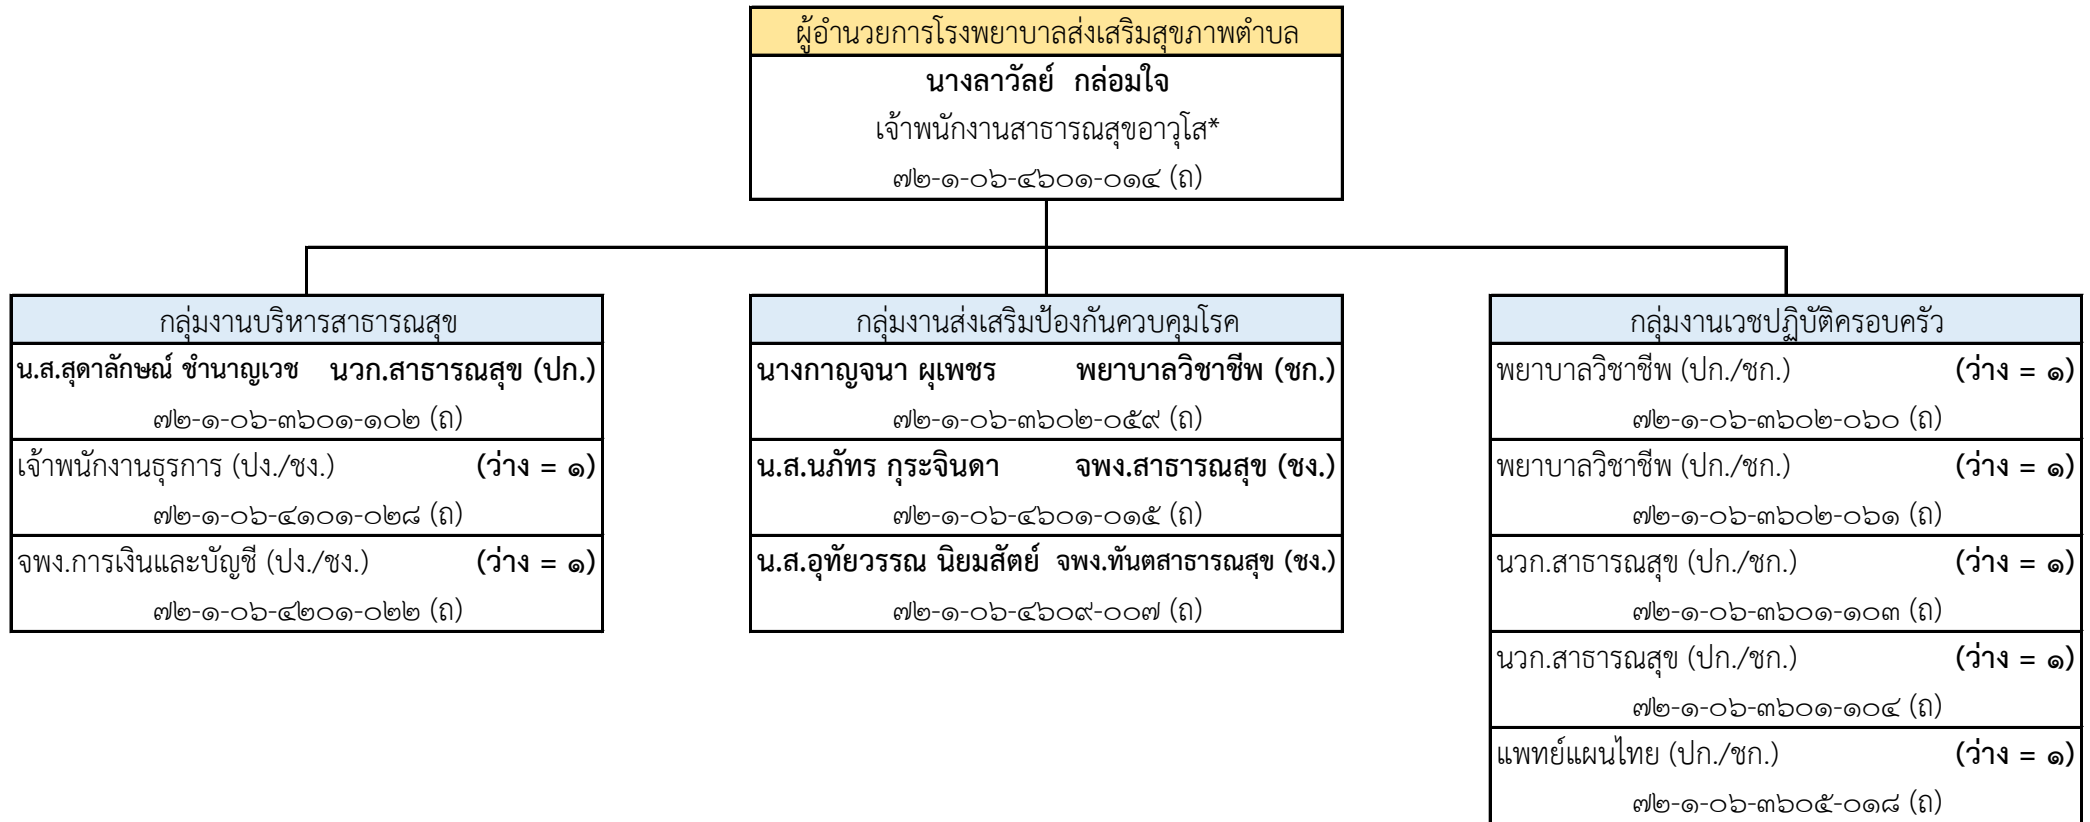 ผู้อำนวยการโรงพยาบาลส่งเสริมสุขภาพตำบล
นางลาวัลย์ กล่อมใจ
เจ้าพนักงานสาธารณสุขอาวุโส*
๗๒-๑-๐๖-๔๖๐๑-๐๑๔ (ถ)
กลุ่มงานบริหารสาธารณสุข
น.ส.สุดาลักษณ์ ชำนาญเวช นวก.สาธารณสุข (ปก.)
๗๒-๑-๐๖-๓๖๐๑-๑๐๒ (ถ)
เจ้าพนักงานธุรการ (ปง./ชง.) (ว่าง = ๑)
๗๒-๑-๐๖-๔๑๐๑-๐๒๘ (ถ)
จพง.การเงินและบัญชี (ปง./ชง.) (ว่าง = ๑)
๗๒-๑-๐๖-๔๒๐๑-๐๒๒ (ถ)
กลุ่มงานส่งเสริมป้องกันควบคุมโรค
นางกาญจนา ผุเพชร พยาบาลวิชาชีพ (ชก.)
๗๒-๑-๐๖-๓๖๐๒-๐๕๙ (ถ)
น.ส.นภัทร กุระจินดา จพง.สาธารณสุข (ชง.)
๗๒-๑-๐๖-๔๖๐๑-๐๑๕ (ถ)
น.ส.อุทัยวรรณ นิยมสัตย์ จพง.ทันตสาธารณสุข (ชง.)
๗๒-๑-๐๖-๔๖๐๙-๐๐๗ (ถ)
กลุ่มงานเวชปฏิบัติครอบครัว
พยาบาลวิชาชีพ (ปก./ชก.) (ว่าง = ๑)
๗๒-๑-๐๖-๓๖๐๒-๐๖๐ (ถ)
พยาบาลวิชาชีพ (ปก./ชก.) (ว่าง = ๑)
๗๒-๑-๐๖-๓๖๐๒-๐๖๑ (ถ)
นวก.สาธารณสุข (ปก./ชก.) (ว่าง = ๑)
๗๒-๑-๐๖-๓๖๐๑-๑๐๓ (ถ)
นวก.สาธารณสุข (ปก./ชก.) (ว่าง = ๑)
๗๒-๑-๐๖-๓๖๐๑-๑๐๔ (ถ)
แพทย์แผนไทย (ปก./ชก.) (ว่าง = ๑)
๗๒-๑-๐๖-๓๖๐๕-๐๑๘ (ถ)